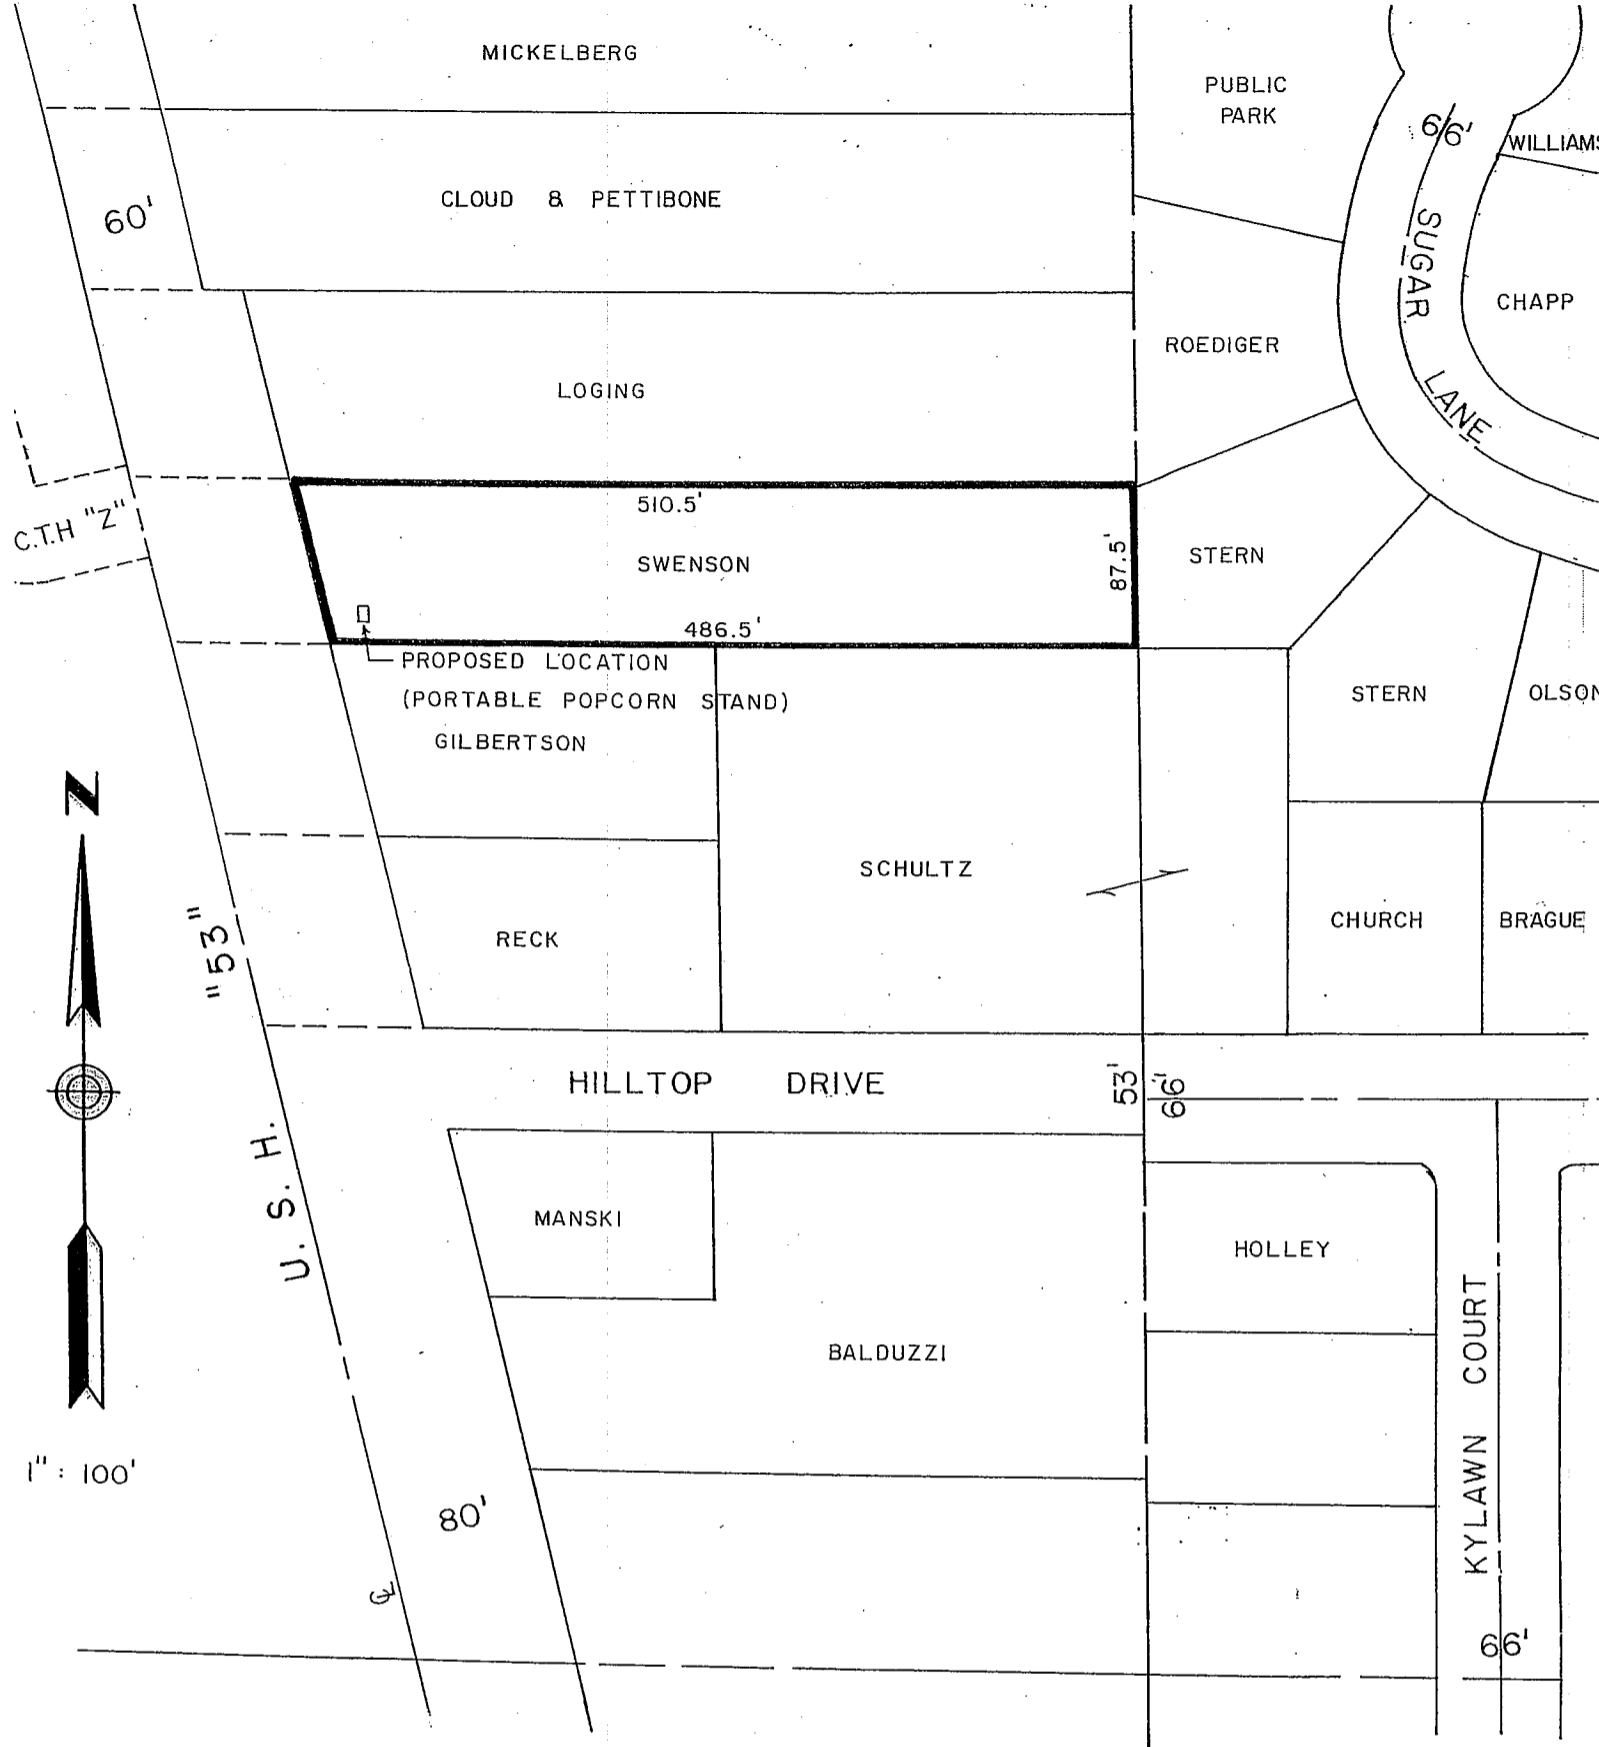 MICKELBERG
PUBLIC
PARK
66'
WILLIAMS
CLOUD & PETTIBONE
60'
SUGAR LANE
CHAPP
ROEDIGER
LOGING
510.5'
C.T.H "Z"
SWENSON
87.5'
STERN
486.5'
PROPOSED LOCATION
(PORTABLE POPCORN STAND)
GILBERTSON
STERN
OLSON
N
SCHULTZ
CHURCH
BRAGUE
RECK
U.S.H. "53"
HILLTOP DRIVE
53'
66'
MANSKI
HOLLEY
BALDUZZI
KYLAWN COURT
1" : 100'
80'
℄
66'